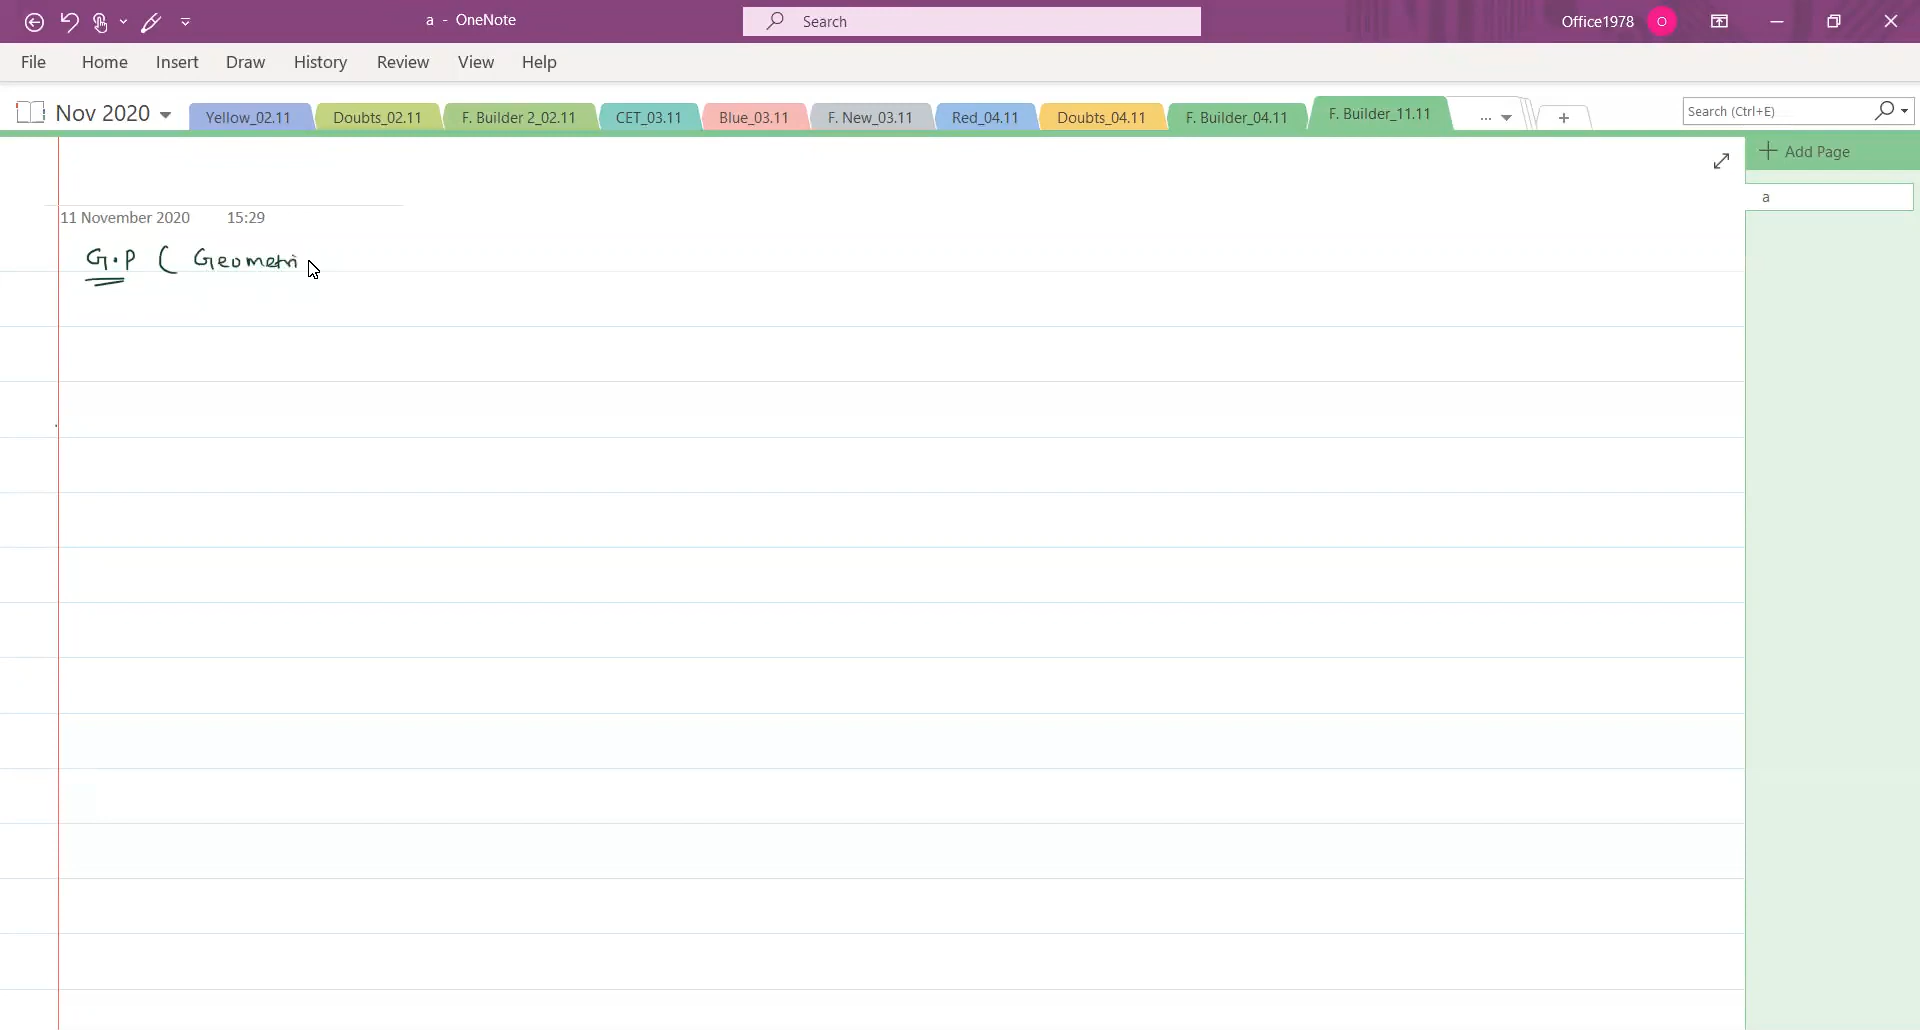 a - OneNote
Search
Office1978
O
File Home Insert Draw History Review View Help
Nov 2020
Yellow_02.11 Doubts_02.11 F. Builder 2_02.11 CET_03.11 Blue_03.11 F. New_03.11 Red_04.11 Doubts_04.11 F. Builder_04.11 F. Builder_11.11 ... +
Search (Ctrl+E)
Add Page
a
11 November 2020 15:29
G.P ( Geometri